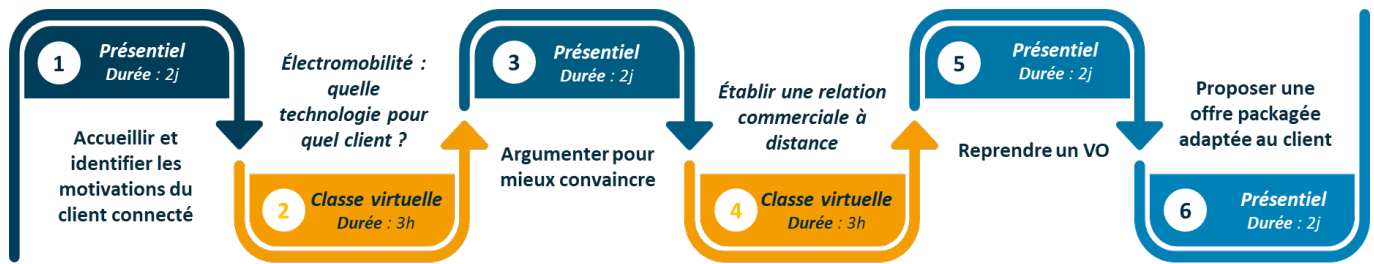 1
Présentiel
Durée : 2j
Accueillir et
identifier les
motivations du
client connecté
Électromobilité :
quelle
technologie pour
quel client ?
2
Classe virtuelle
Durée : 3h
3
Présentiel
Durée : 2j
Argumenter pour
mieux convaincre
Établir une relation
commerciale à
distance
4
Classe virtuelle
Durée : 3h
5
Présentiel
Durée : 2j
Reprendre un VO
Proposer une
offre packagée
adaptée au client
6
Présentiel
Durée : 2j